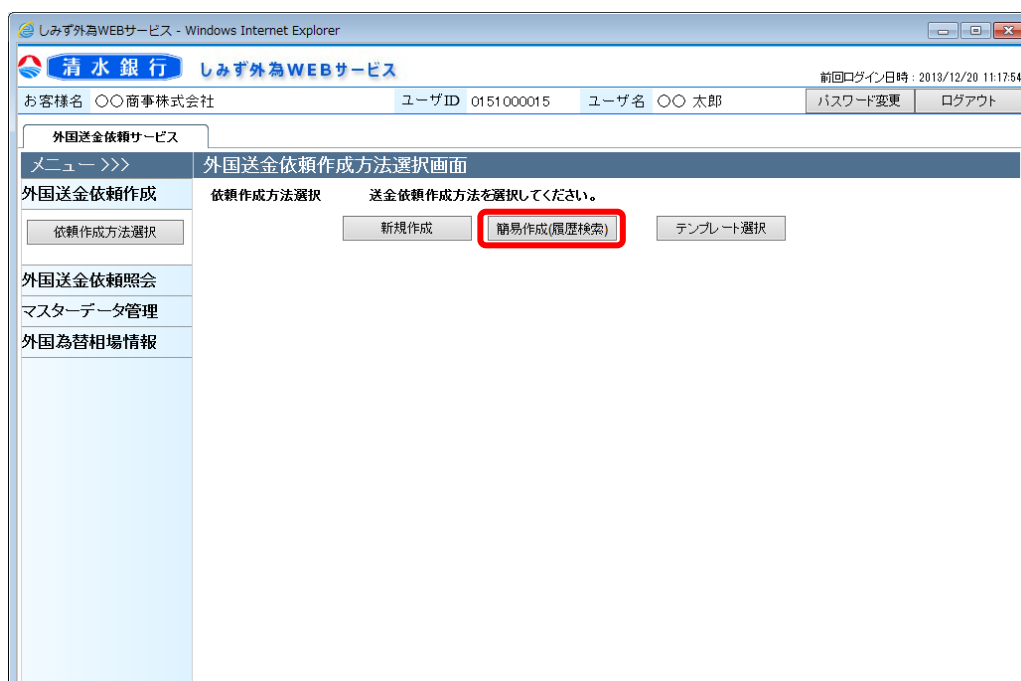 しみず外為WEBサービス - Windows Internet Explorer
清水銀行 しみず外為WEBサービス
前回ログイン日時 : 2013/12/20 11:17:54
お客様名 〇〇商事株式会社 ユーザID 0151000015 ユーザ名 〇〇 太郎 パスワード変更 ログアウト
外国送金依頼サービス
メニュー >>> 外国送金依頼作成方法選択画面
外国送金依頼作成 依頼作成方法選択 送金依頼作成方法を選択してください。
依頼作成方法選択 新規作成 簡易作成(履歴検索) テンプレート選択
外国送金依頼照会
マスターデータ管理
外国為替相場情報